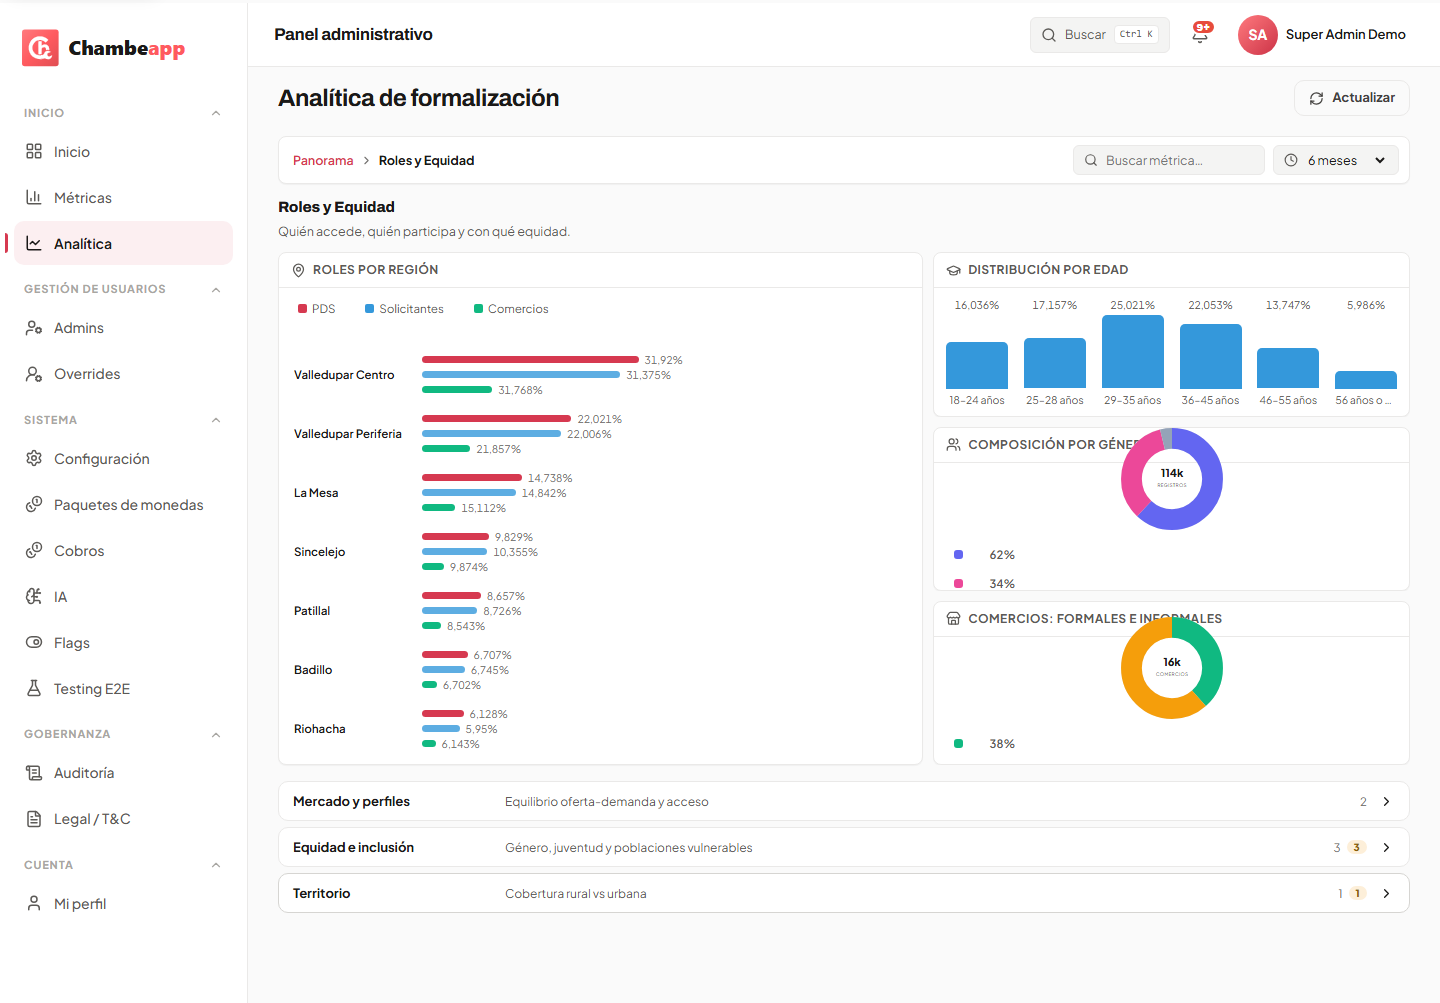 Chambeapp
INICIO
Inicio
Métricas
Analítica
GESTIÓN DE USUARIOS
Admins
Overrides
SISTEMA
Configuración
Paquetes de monedas
Cobros
IA
Flags
Testing E2E
GOBERNANZA
Auditoría
Legal / T&C
CUENTA
Mi perfil
Panel administrativo
Buscar Ctrl K
9+
SA Super Admin Demo
Analítica de formalización
Actualizar
Panorama > Roles y Equidad
Buscar métrica...
6 meses
Roles y Equidad
Quién accede, quién participa y con qué equidad.
ROLES POR REGIÓN
PDS Solicitantes Comercios
31,92%
Valledupar Centro 31,375%
31,768%
22,021%
Valledupar Periferia 22,006%
21,857%
14,738%
La Mesa 14,842%
15,112%
9,829%
Sincelejo 10,355%
9,874%
8,657%
Patillal 8,726%
8,543%
6,707%
Badillo 6,745%
6,702%
6,128%
Riohacha 5,95%
6,143%
DISTRIBUCIÓN POR EDAD
16,036% 17,157% 25,021% 22,053% 13,747% 5,986%
18–24 años 25–28 años 29–35 años 36–45 años 46–55 años 56 años o ...
COMPOSICIÓN POR GÉNE
114k
REGISTROS
62%
34%
COMERCIOS: FORMALES E INFORMALES
16k
COMERCIOS
38%
Mercado y perfiles Equilibrio oferta-demanda y acceso 2
Equidad e inclusión Género, juventud y poblaciones vulnerables 3 3
Territorio Cobertura rural vs urbana 1 1